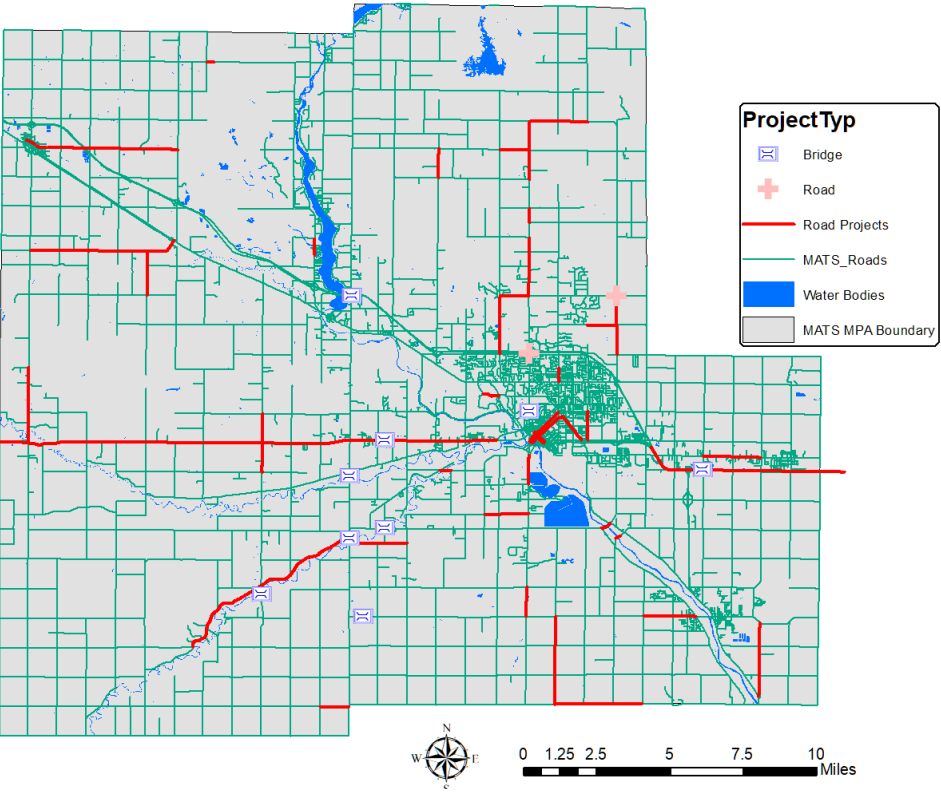 ProjectTyp
Bridge
Road
Road Projects
MATS_Roads
Water Bodies
MATS MPA Boundary
N
W E
S
0 1.25 2.5 5 7.5 10
Miles